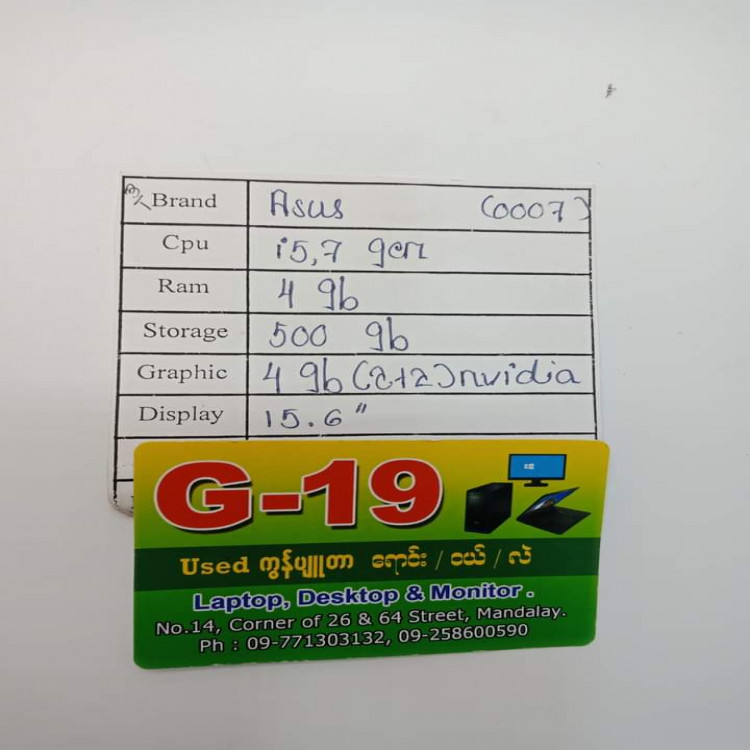 Brand Asus (0007)
Cpu i5,7 gen
Ram 4 gb
Storage 500 gb
Graphic 4 gb (2+2) nvidia
Display 15.6"
G-19
Used ကွန်ပျူတာ ရောင်း / ဝယ် / လဲ
Laptop, Desktop & Monitor .
No.14, Corner of 26 & 64 Street, Mandalay.
Ph : 09-771303132, 09-258600590